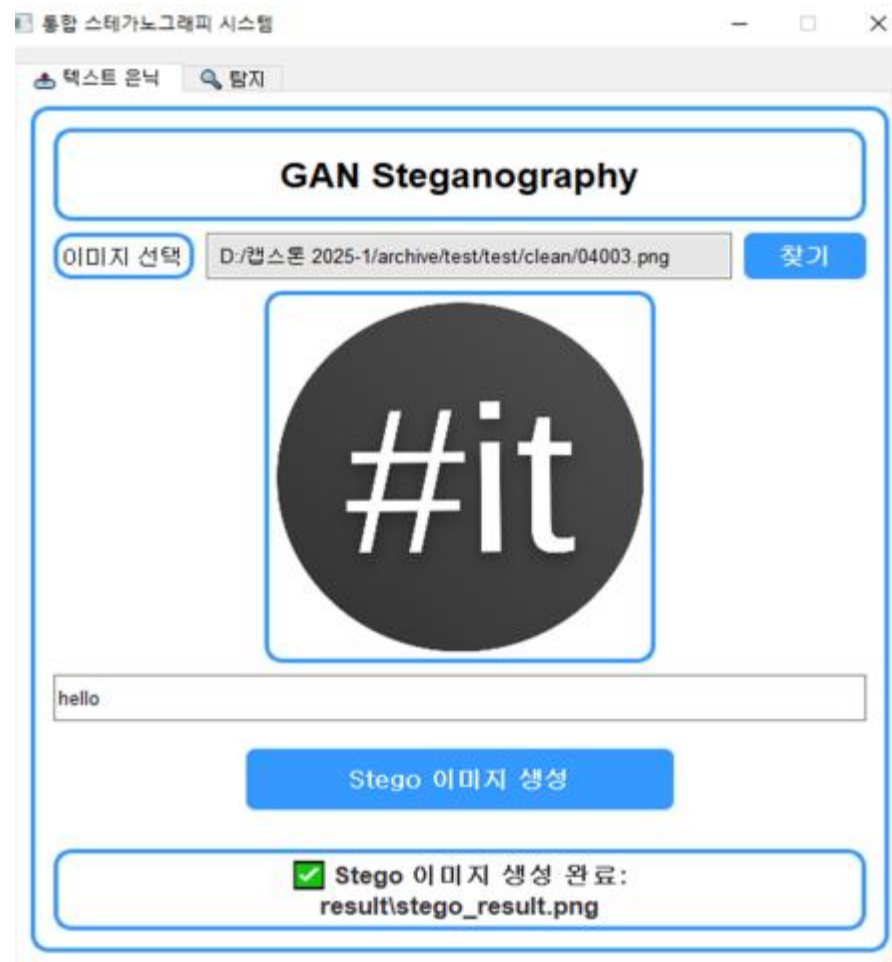 통합 스테가노그래피 시스템
텍스트 은닉 탐지
GAN Steganography
이미지 선택 D:/캡스톤 2025-1/archive/test/test/clean/04003.png 찾기
#it
hello
Stego 이미지 생성
✅ Stego 이미지 생성 완료:
result\stego_result.png